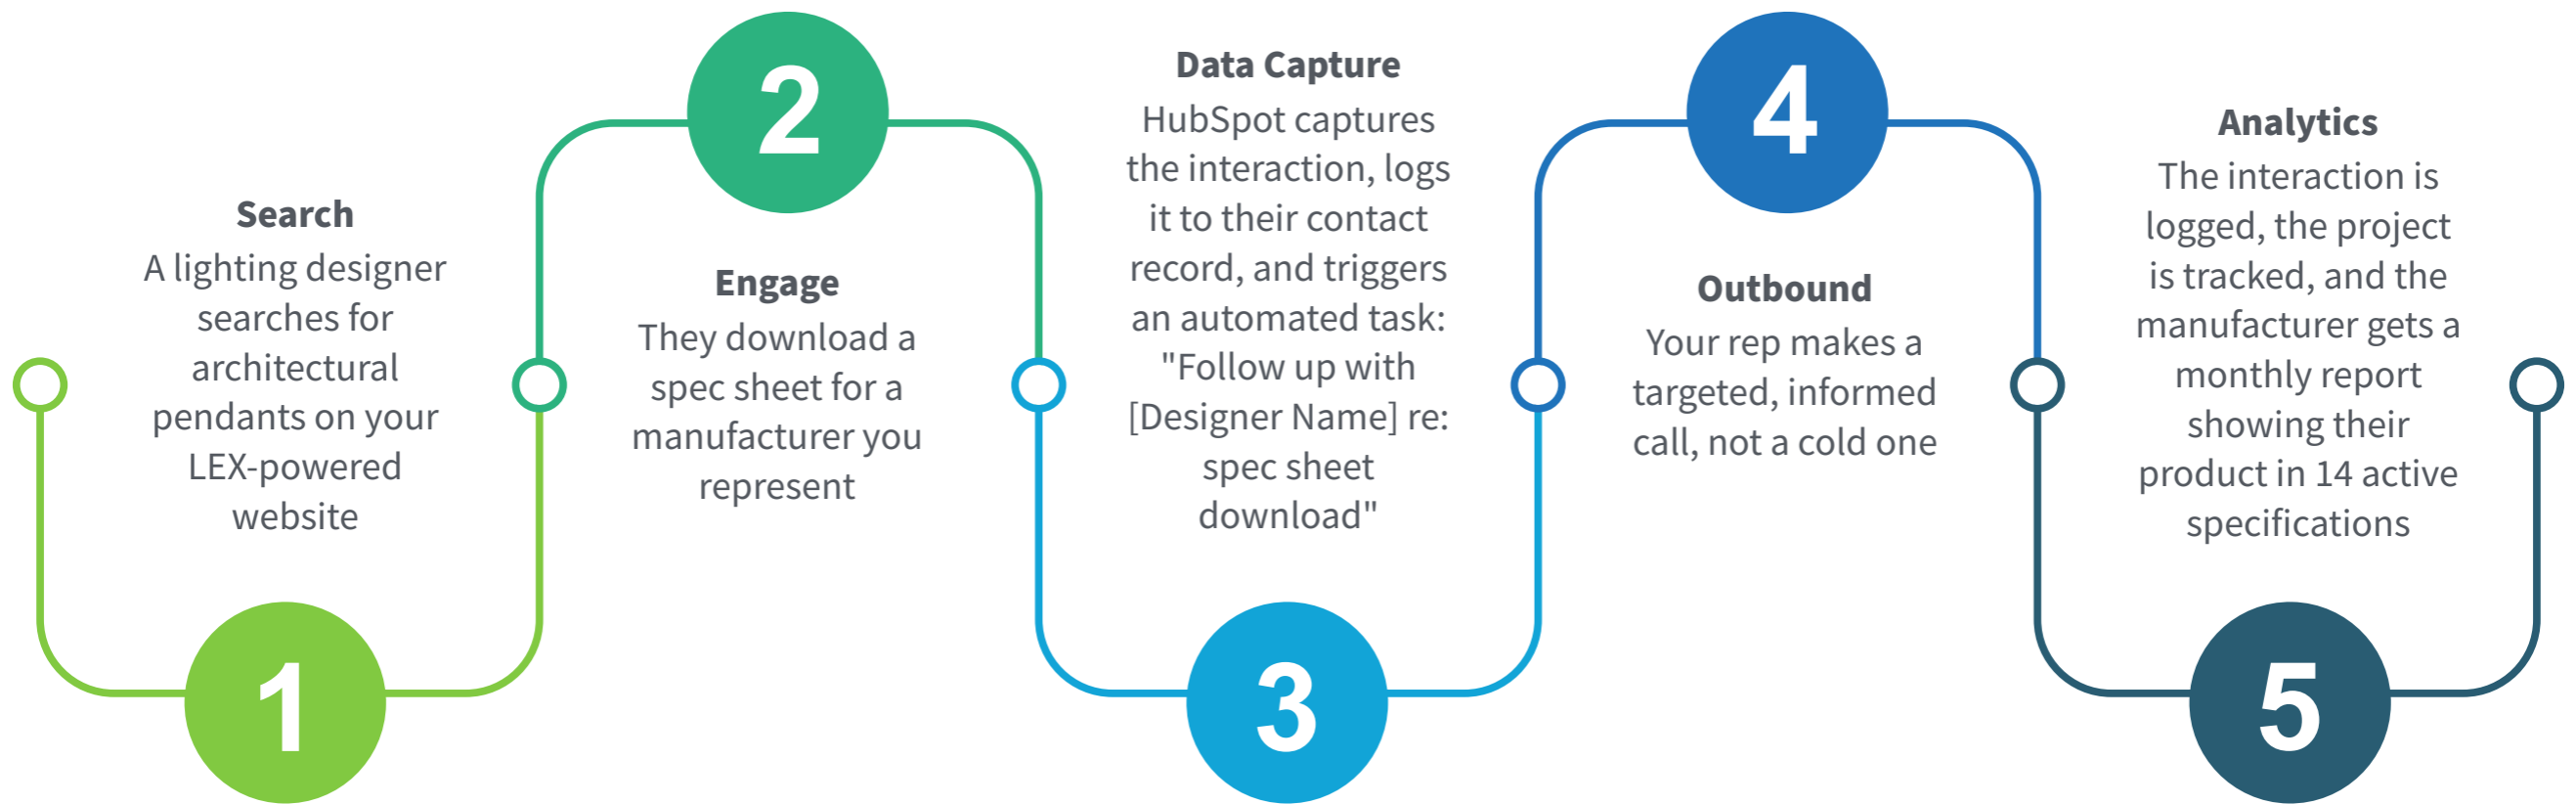 1
Search
A lighting designer
searches for
architectural
pendants on your
LEX-powered
website
2
Engage
They download a
spec sheet for a
manufacturer you
represent
3
Data Capture
HubSpot captures
the interaction, logs
it to their contact
record, and triggers
an automated task:
"Follow up with
[Designer Name] re:
spec sheet
download"
4
Outbound
Your rep makes a
targeted, informed
call, not a cold one
5
Analytics
The interaction is
logged, the project
is tracked, and the
manufacturer gets a
monthly report
showing their
product in 14 active
specifications